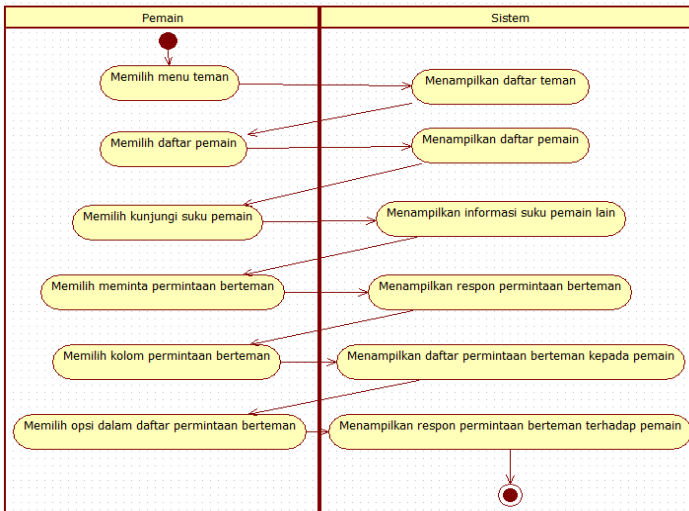 Pemain
Sistem
Memilih menu teman
Menampilkan daftar teman
Memilih daftar pemain
Menampilkan daftar pemain
Memilih kunjungi suku pemain
Menampilkan informasi suku pemain lain
Memilih meminta permintaan berteman
Menampilkan respon permintaan berteman
Memilih kolom permintaan berteman
Menampilkan daftar permintaan berteman kepada pemain
Memilih opsi dalam daftar permintaan berteman
Menampilkan respon permintaan berteman terhadap pemain